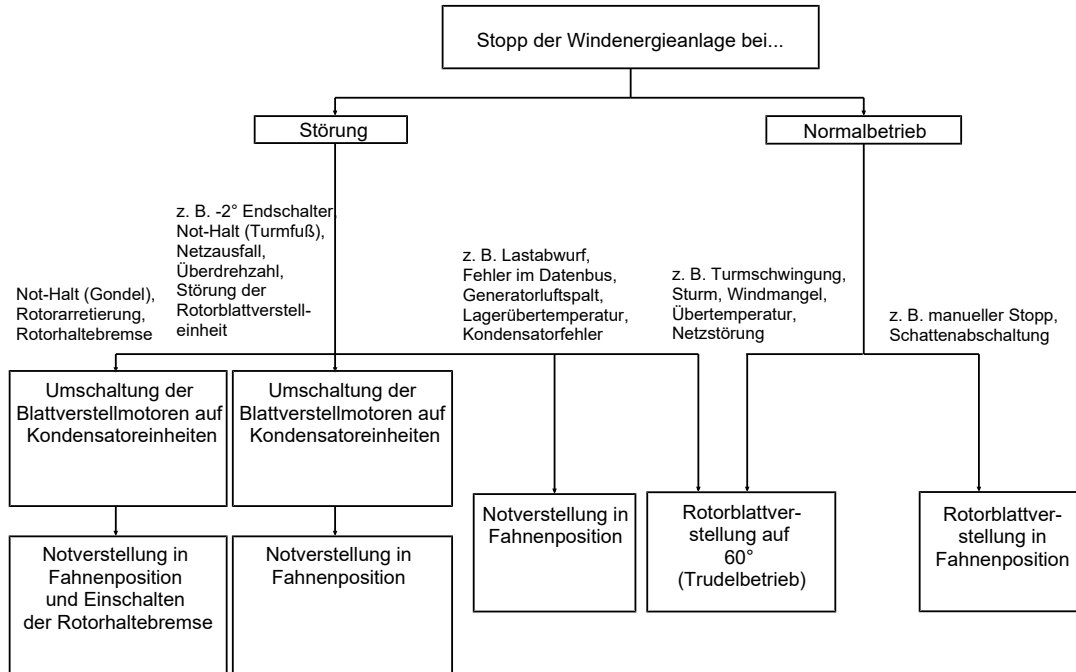 Stopp der Windenergieanlage bei...
Störung
Normalbetrieb
Not-Halt (Gondel),
Rotorarretierung,
Rotorhaltebremse
z. B. -2° Endschalter,
Not-Halt (Turmfuß),
Netzausfall,
Überdrehzahl,
Störung der
Rotorblattverstell-
einheit
z. B. Lastabwurf,
Fehler im Datenbus,
Generatorluftspalt,
Lagerübertemperatur,
Kondensatorfehler
z. B. Turmschwingung,
Sturm, Windmangel,
Übertemperatur,
Netzstörung
z. B. manueller Stopp,
Schattenabschaltung
Umschaltung der
Blattverstellmotoren auf
Kondensatoreinheiten
Umschaltung der
Blattverstellmotoren auf
Kondensatoreinheiten
Notverstellung in
Fahnenposition
und Einschalten
der Rotorhaltebremse
Notverstellung in
Fahnenposition
Notverstellung in
Fahnenposition
Rotorblattver-
stellung auf
60°
(Trudelbetrieb)
Rotorblattver-
stellung in
Fahnenposition